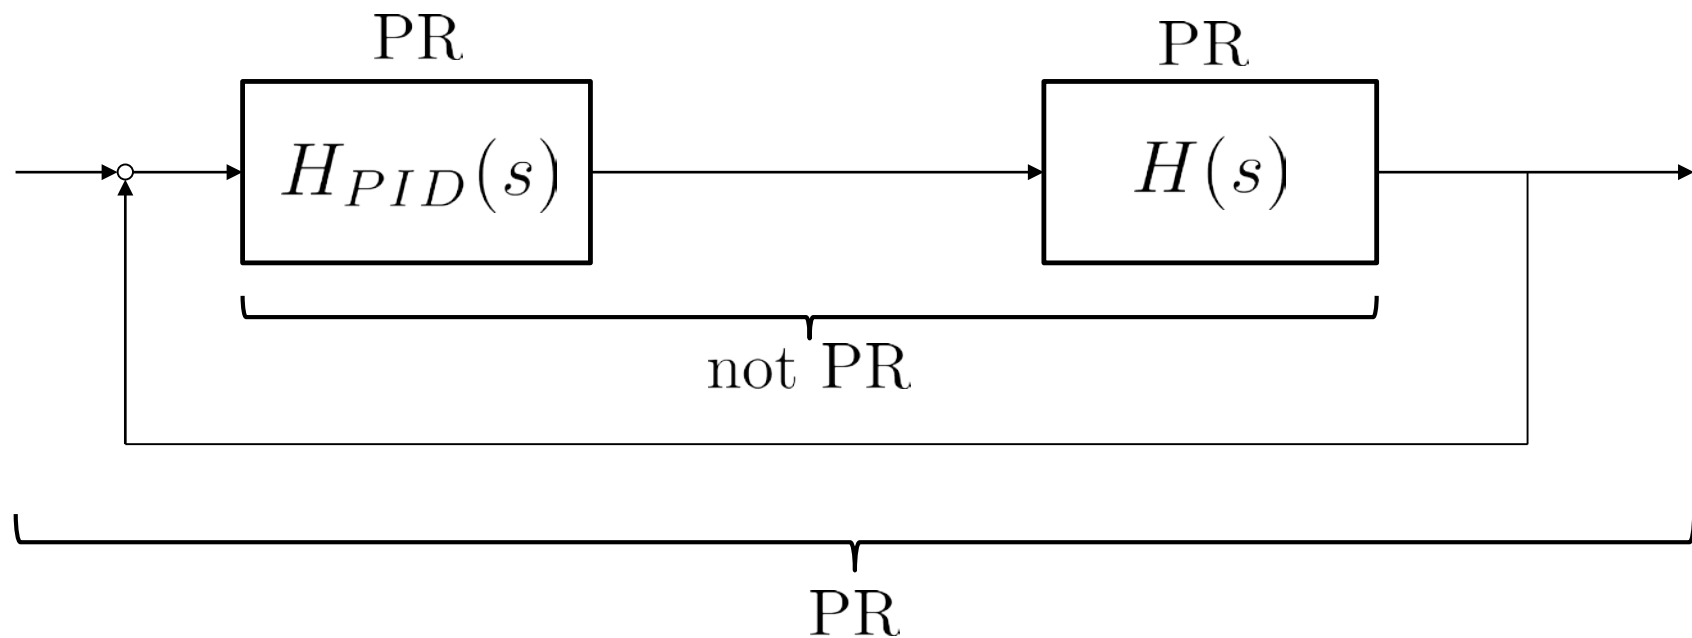 PR
PR
H_{PID}(s)
H(s)
not PR
PR